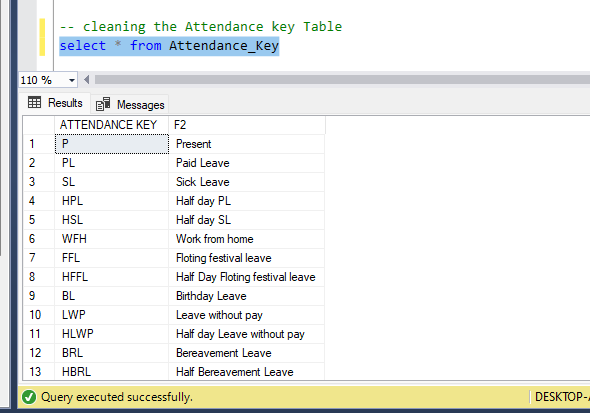 -- cleaning the Attendance key Table
select * from Attendance_Key
110 %
Results Messages
ATTENDANCE KEY F2
1 P Present
2 PL Paid Leave
3 SL Sick Leave
4 HPL Half day PL
5 HSL Half day SL
6 WFH Work from home
7 FFL Floting festival leave
8 HFFL Half Day Floting festival leave
9 BL Birthday Leave
10 LWP Leave without pay
11 HLWP Half day Leave without pay
12 BRL Bereavement Leave
13 HBRL Half Bereavement Leave
Query executed successfully. DESKTOP-